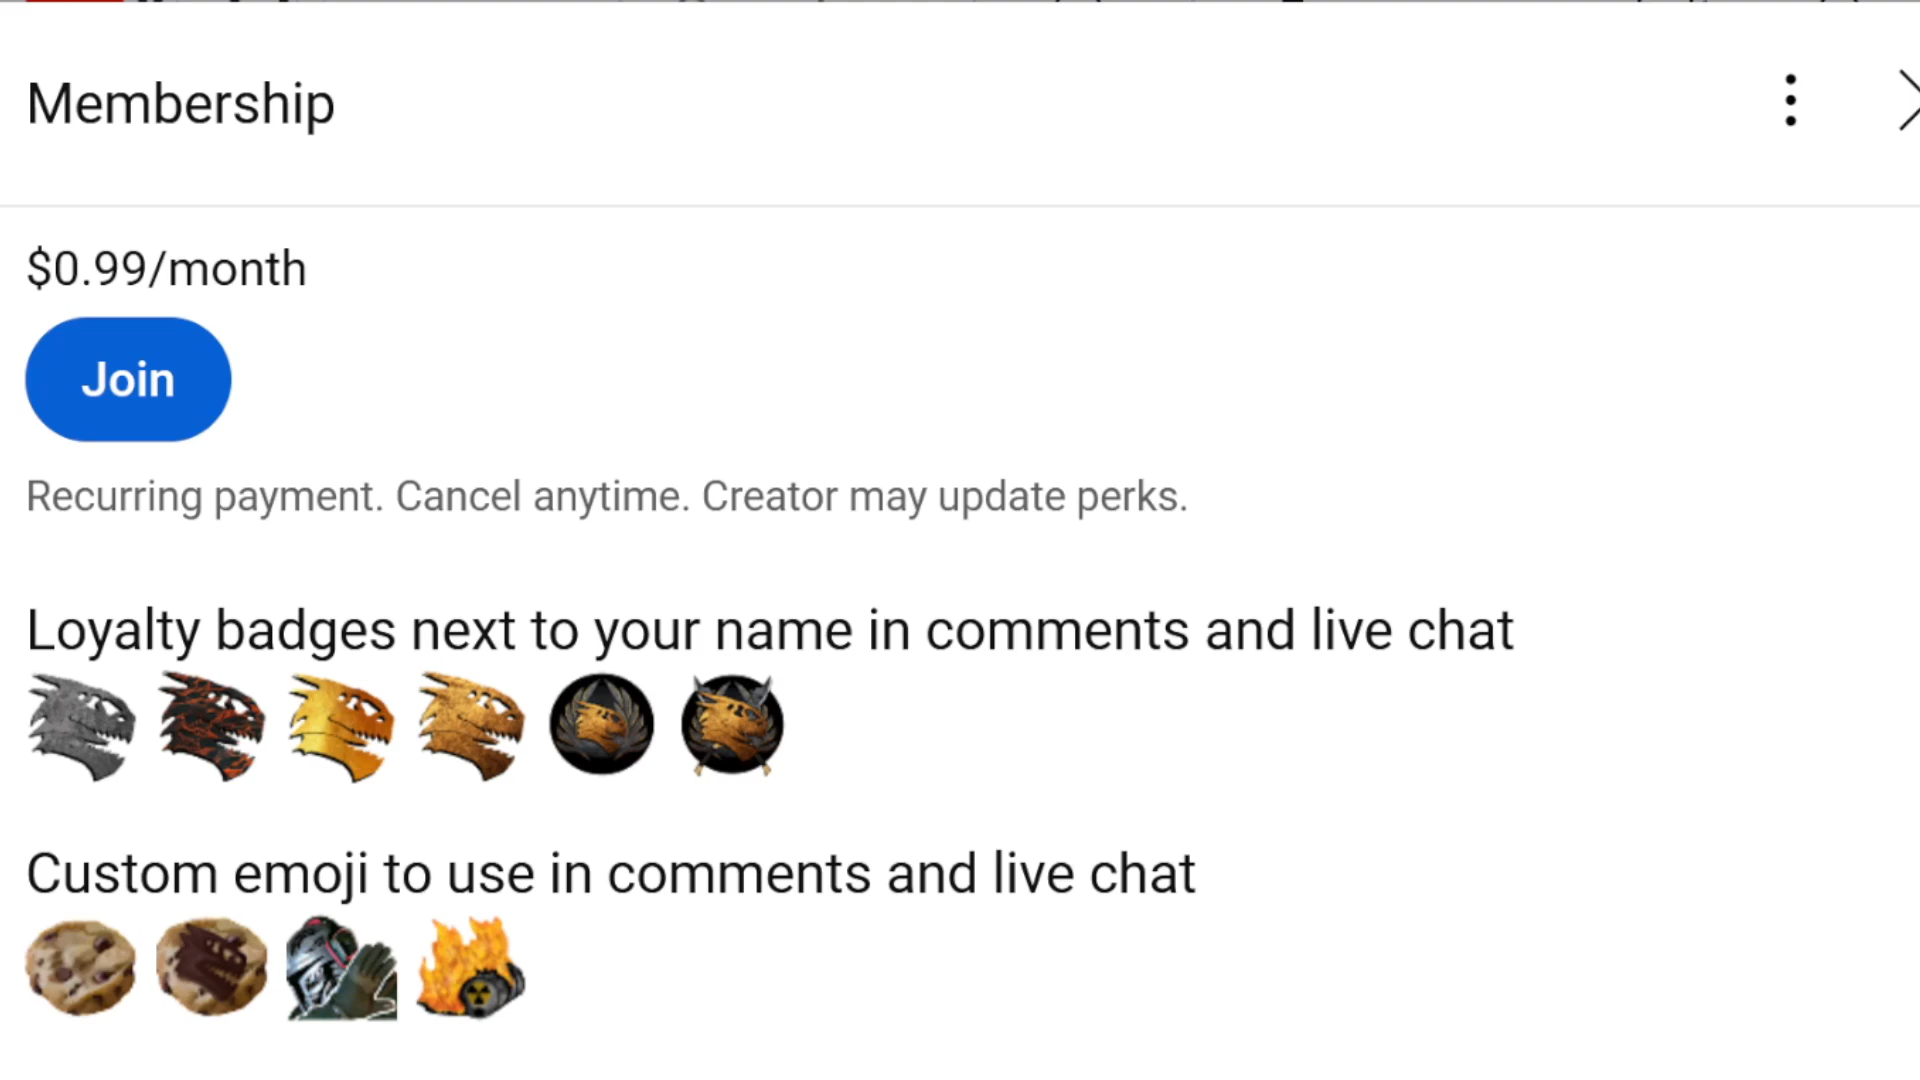 Membership
$0.99/month
Join
Recurring payment. Cancel anytime. Creator may update perks.
Loyalty badges next to your name in comments and live chat
Custom emoji to use in comments and live chat